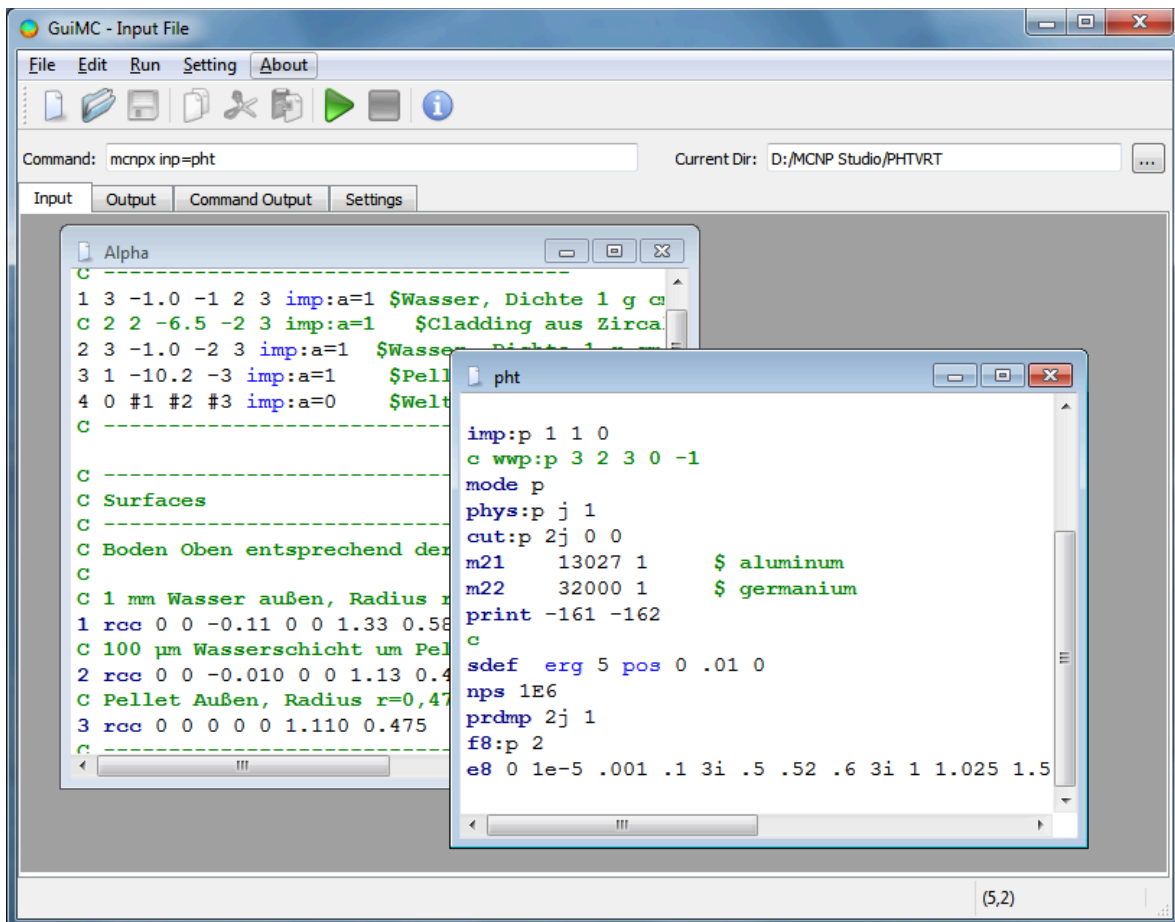 GuiMC - Input File
File Edit Run Setting About
Command: mcnpx inp=pht Current Dir: D:/MCNP Studio/PHTVRT ...
Input Output Command Output Settings
Alpha
C ------------------------------------
1 3 -1.0 -1 2 3 imp:a=1 $Wasser, Dichte 1 g
C 2 2 -6.5 -2 3 imp:a=1 $Cladding aus
2 3 -1.0 -2 3 imp:a=1 $Wasser, Dichte 1 g
3 1 -10.2 -3 imp:a=1 $Pell
4 0 #1 #2 #3 imp:a=0 $Welt
C ---------------------------
C ---------------------------
C Surfaces
C ---------------------------
C Boden Oben entsprechend der
C
C 1 mm Wasser außen, Radius r
1 rcc 0 0 -0.11 0 0 1.33 0.58
C 100 µm Wasserschicht um Pel
2 rcc 0 0 -0.010 0 0 1.13 0.4
C Pellet Außen, Radius r=0,47
3 rcc 0 0 0 0 0 1.110 0.475
C ---------------------------
pht
imp:p 1 1 0
c wwp:p 3 2 3 0 -1
mode p
phys:p j 1
cut:p 2j 0 0
m21 13027 1 $ aluminum
m22 32000 1 $ germanium
print -161 -162
c
sdef erg 5 pos 0 .01 0
nps 1E6
prdmp 2j 1
f8:p 2
e8 0 1e-5 .001 .1 3i .5 .52 .6 3i 1 1.025 1.5
(5,2)